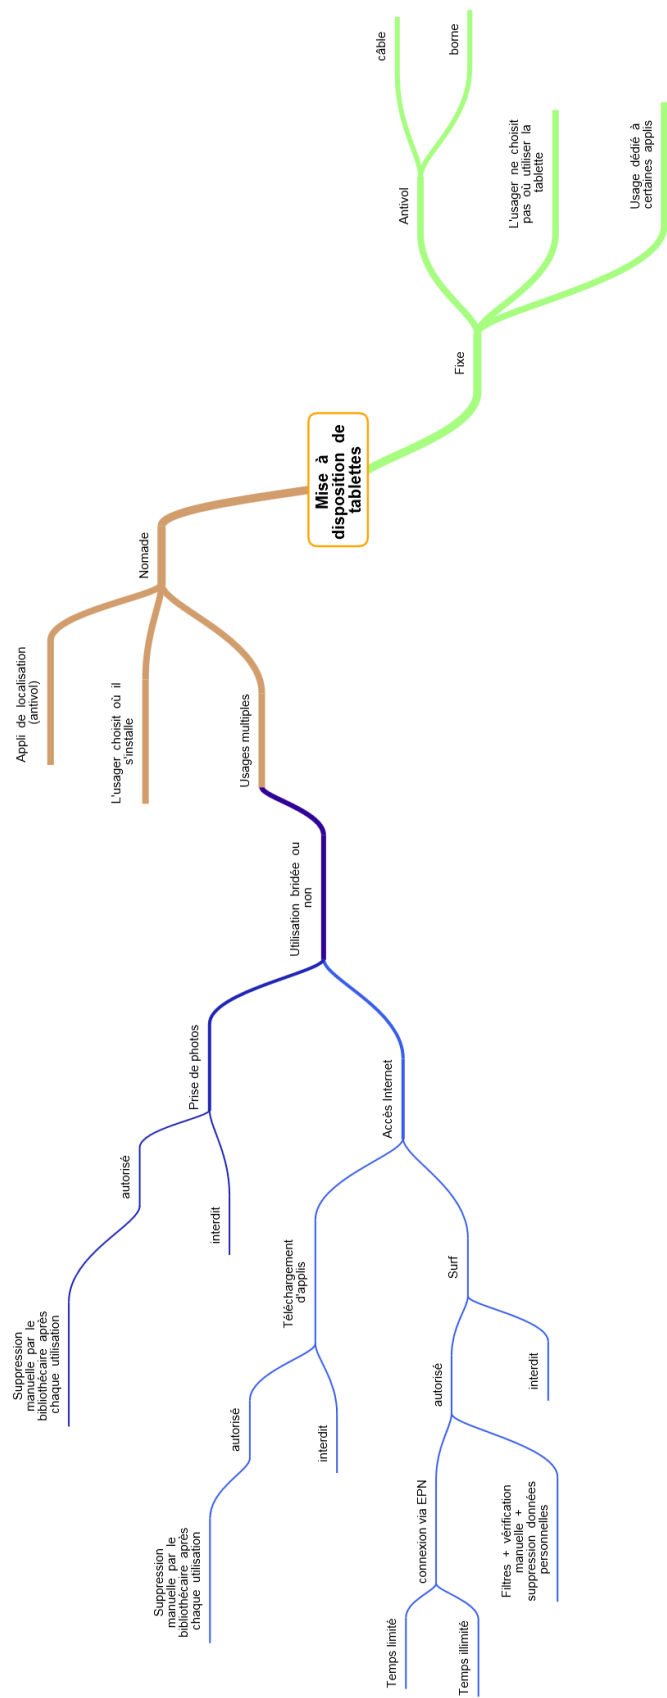 Mise à
disposition de
tablettes
Fixe
Antivol
câble
borne
L'usager ne choisit
pas où utiliser la
tablette
Usage dédié à
certaines applis
Nomade
Appli de localisation
(antivol)
L'usager choisit où il
s'installe
Usages multiples
Utilisation bridée ou
non
Prise de photos
autorisé
Suppression
manuelle par le
bibliothécaire après
chaque utilisation
interdit
Accès Internet
Téléchargement
d'applis
autorisé
Suppression
manuelle par le
bibliothécaire après
chaque utilisation
interdit
Surf
autorisé
connexion via EPN
Temps limité
Temps illimité
Filtres + vérification
manuelle +
suppression données
personnelles
interdit